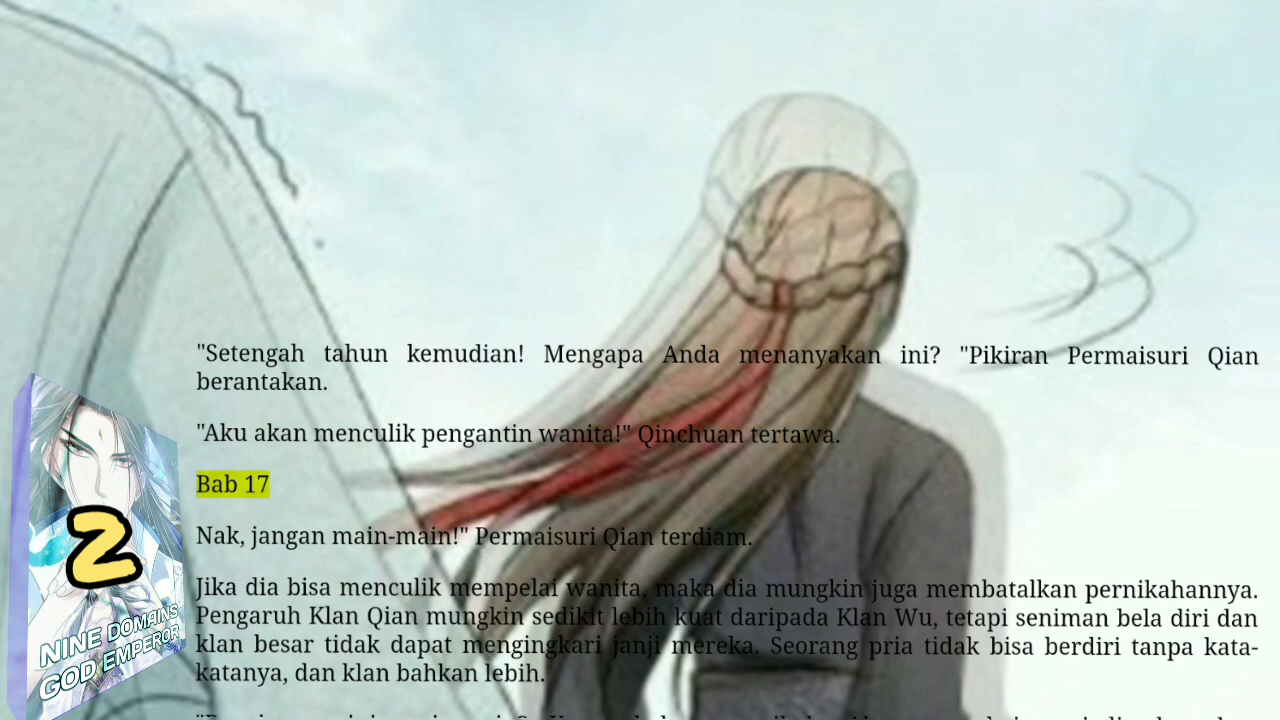 "Setengah tahun kemudian! Mengapa Anda menanyakan ini? "Pikiran Permaisuri Qian
berantakan.
"Aku akan menculik pengantin wanita!" Qinchuan tertawa.
Bab 17
Nak, jangan main-main!" Permaisuri Qian terdiam.
Jika dia bisa menculik mempelai wanita, maka dia mungkin juga membatalkan pernikahannya.
Pengaruh Klan Qian mungkin sedikit lebih kuat daripada Klan Wu, tetapi seniman bela diri dan
klan besar tidak dapat mengingkari janji mereka. Seorang pria tidak bisa berdiri tanpa kata-
katanya, dan klan bahkan lebih.
2
NINE DOMAINS
GOD EMPEROR